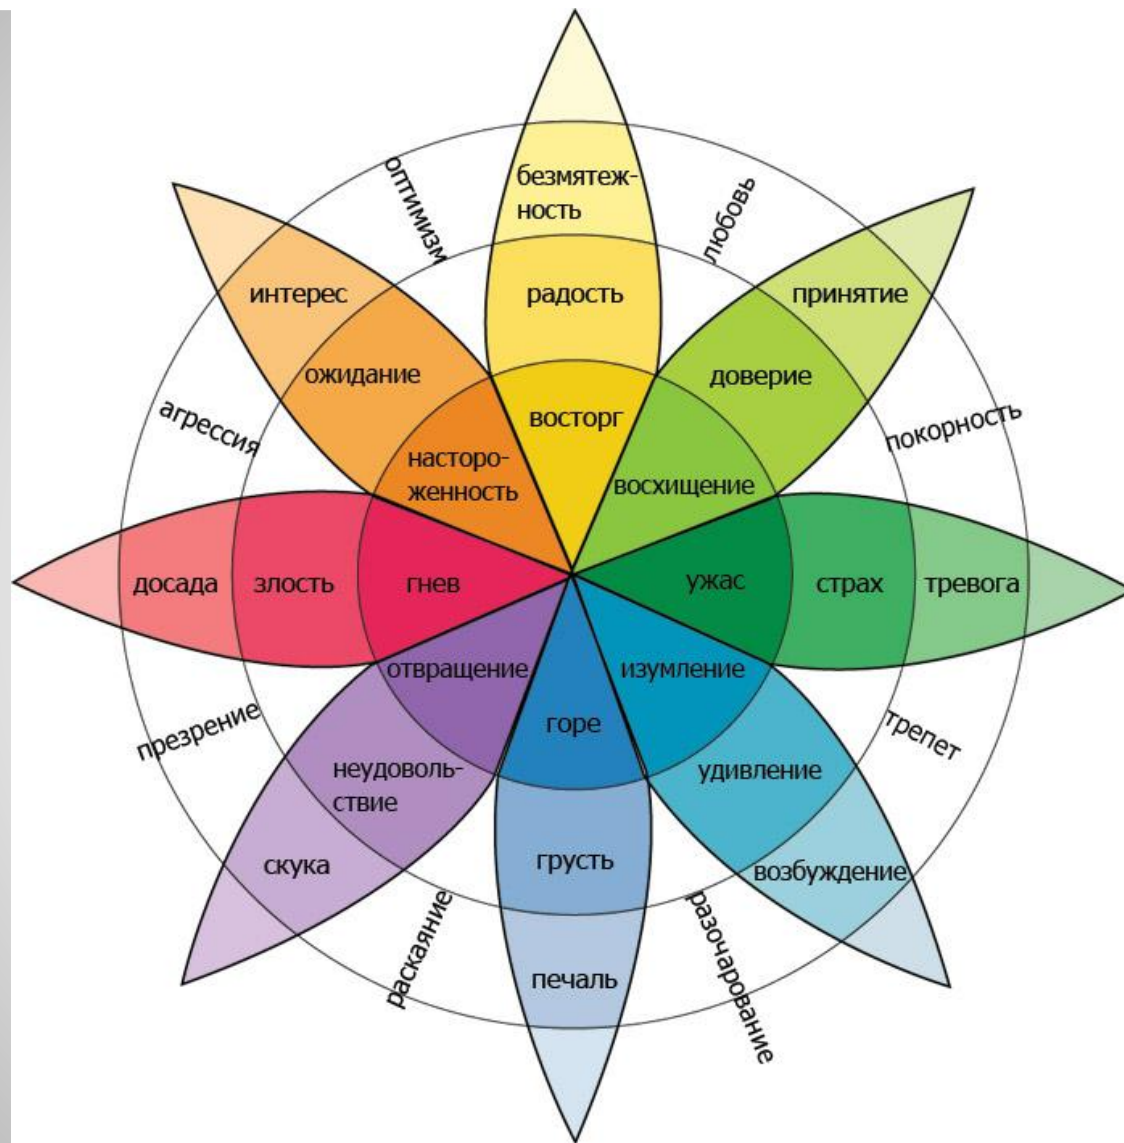 безмятеж-
ность
оптимизм
любовь
интерес
радость
принятие
ожидание
доверие
агрессия
восторг
покорность
насторо-
женность
восхищение
досада
злость
гнев
ужас
страх
тревога
отвращение
изумление
презрение
горе
трепет
неудоволь-
ствие
удивление
скука
грусть
возбуждение
раскаяние
разочарование
печаль